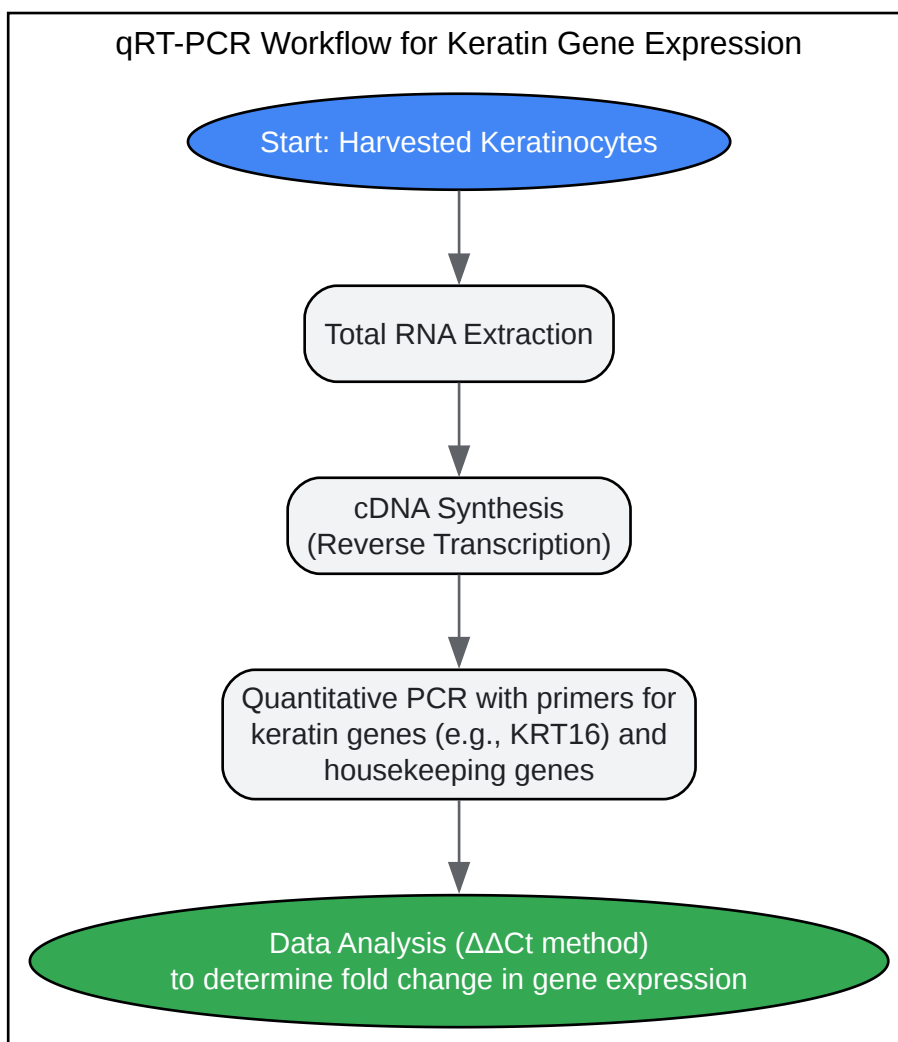 qRT-PCR Workflow for Keratin Gene Expression
Start: Harvested Keratinocytes
Total RNA Extraction
cDNA Synthesis
(Reverse Transcription)
Quantitative PCR with primers for
keratin genes (e.g., KRT16) and
housekeeping genes
Data Analysis (ΔΔCt method)
to determine fold change in gene expression